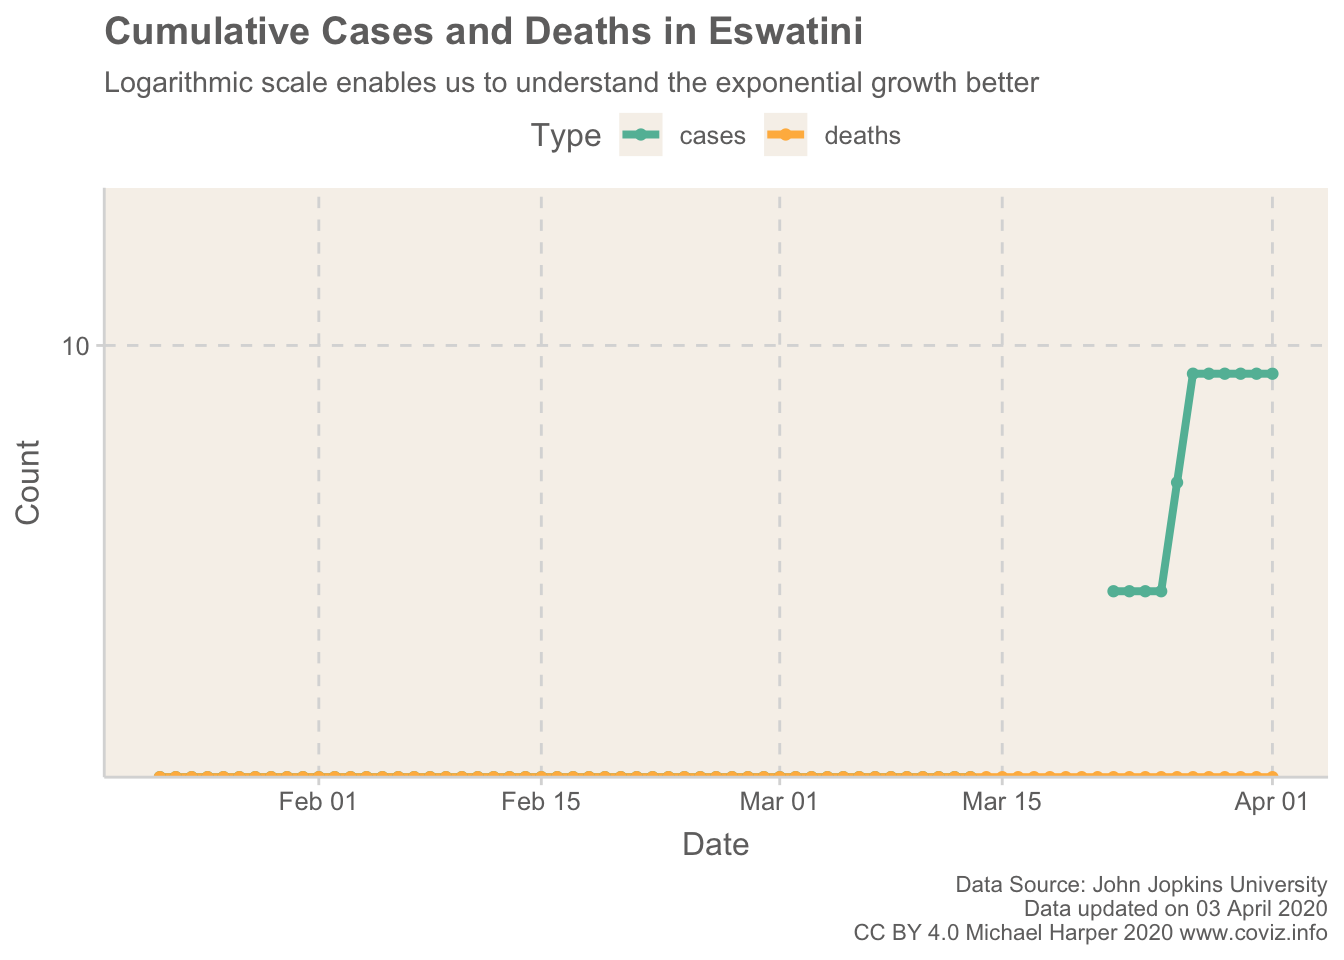 Cumulative Cases and Deaths in Eswatini
Logarithmic scale enables us to understand the exponential growth better
Type cases deaths
10
Count
Feb 01 Feb 15 Mar 01 Mar 15 Apr 01
Date
Data Source: John Jopkins University
Data updated on 03 April 2020
CC BY 4.0 Michael Harper 2020 www.coviz.info